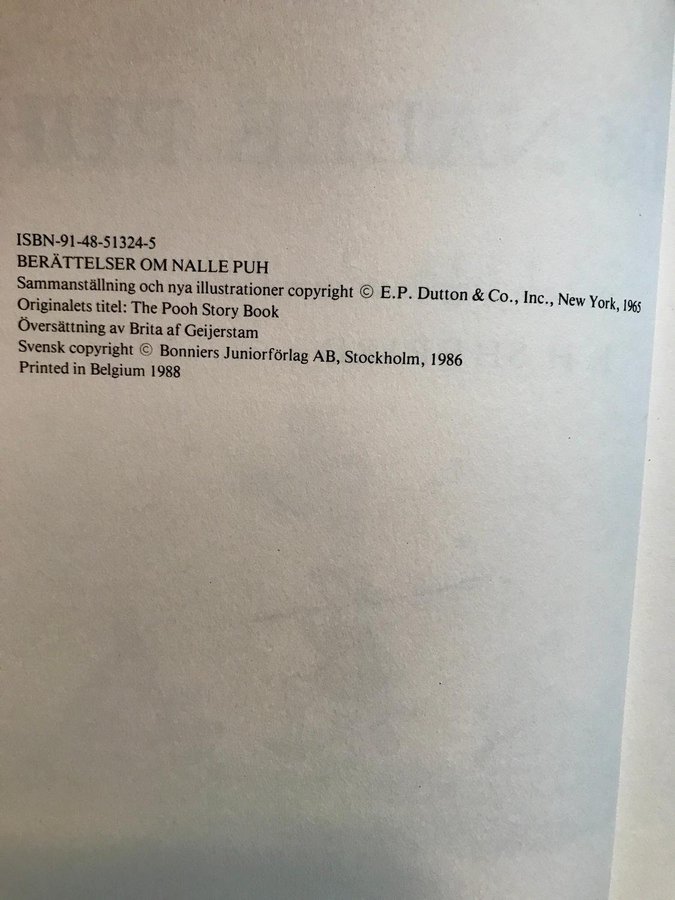 ISBN-91-48-51324-5
BERÄTTELSER OM NALLE PUH
Sammanställning och nya illustrationer copyright © E.P. Dutton & Co., Inc., New York, 1965
Originalets titel: The Pooh Story Book
Översättning av Brita af Geijerstam
Svensk copyright © Bonniers Juniorförlag AB, Stockholm, 1986
Printed in Belgium 1988